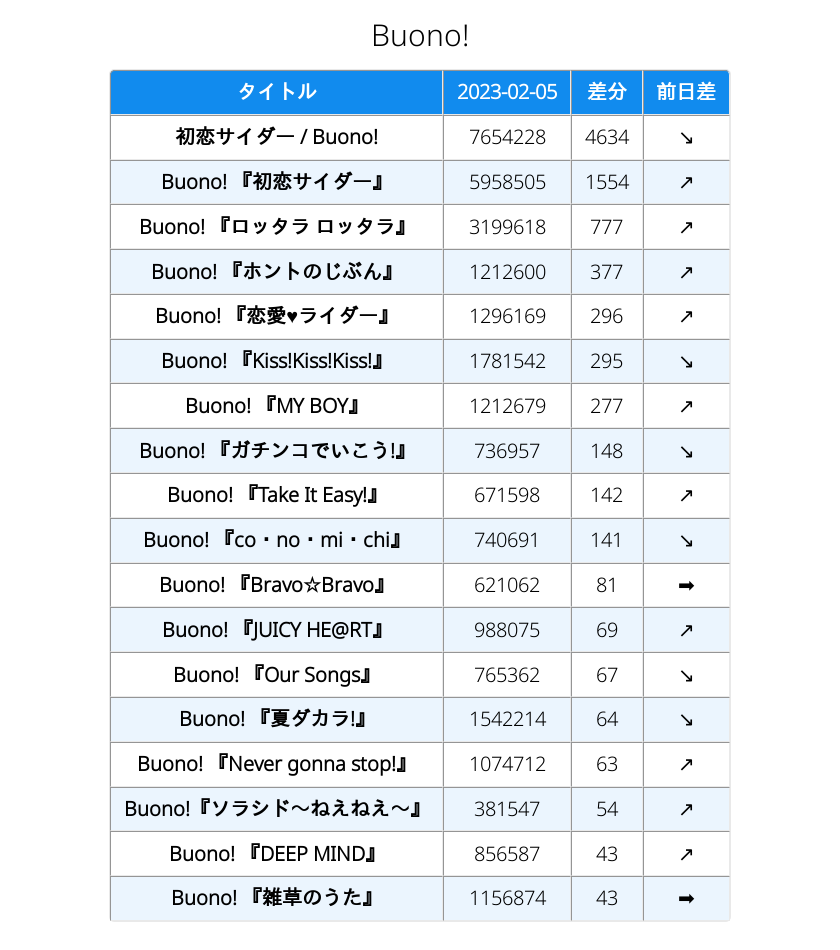 Buono!
タイトル 2023-02-05 差分 前日差
初恋サイダー / Buono! 7654228 4634 ↘
Buono! 『初恋サイダー』 5958505 1554 ↗
Buono! 『ロッタラ ロッタラ』 3199618 777 ↗
Buono! 『ホントのじぶん』 1212600 377 ↗
Buono! 『恋愛♥ライダー』 1296169 296 ↗
Buono! 『Kiss!Kiss!Kiss!』 1781542 295 ↘
Buono! 『MY BOY』 1212679 277 ↗
Buono! 『ガチンコでいこう!』 736957 148 ↘
Buono! 『Take It Easy!』 671598 142 ↗
Buono! 『co・no・mi・chi』 740691 141 ↘
Buono! 『Bravo☆Bravo』 621062 81 ➡
Buono! 『JUICY HE@RT』 988075 69 ↗
Buono! 『Our Songs』 765362 67 ↘
Buono! 『夏ダカラ!』 1542214 64 ↘
Buono! 『Never gonna stop!』 1074712 63 ↗
Buono!『ソラシド〜ねえねえ〜』 381547 54 ↗
Buono! 『DEEP MIND』 856587 43 ↗
Buono! 『雑草のうた』 1156874 43 ➡